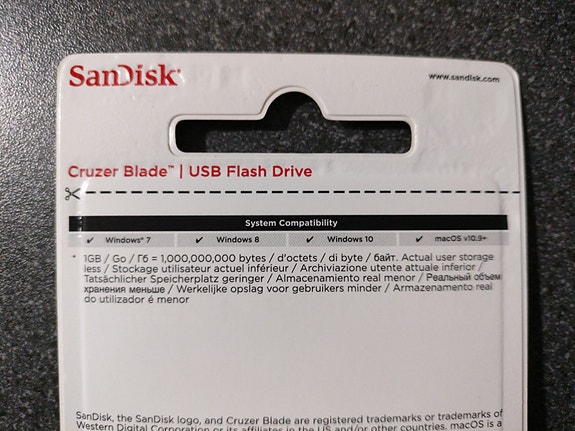 SanDisk®
www.sandisk.com
Cruzer Blade™ | USB Flash Drive
System Compatibility
✔ Windows® 7 ✔ Windows 8 ✔ Windows 10 ✔ macOS v10.9+
* 1GB / Go / Гб = 1,000,000,000 bytes / d'octets / di byte / байт. Actual user storage
less / Stockage utilisateur actuel inférieur / Archiviazione utente attuale inferior /
Tatsächlicher Speicherplatz geringer / Almacenamiento real menor / Реальный объем
хранения меньше / Werkelijke opslag voor gebruikers minder / Armazenamento real
do utilizador é menor
SanDisk, the SanDisk logo, and Cruzer Blade are registered trademarks or trademarks of
Western Digital Corporation or its affiliates in the US and/or other countries. macOS is a